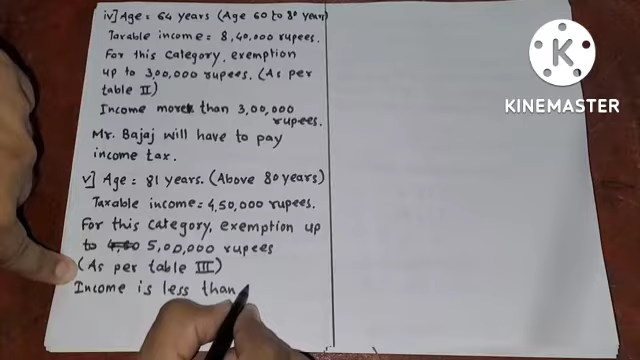 iv] Age = 64 years (Age 60 to 80 years
Taxable income = 8,40,000 rupees.
For this category, exemption
up to 3,00,000 rupees. (As per
table II)
Income more than 3,00,000
rupees.
Mr. Bajaj will have to pay
income tax.
v] Age = 81 years. (Above 80 years)
Taxable income = 4,50,000 rupees.
For this category, exemption up
to 5,00,000 rupees
(As per table III)
Income is less than
K
KINEMASTER